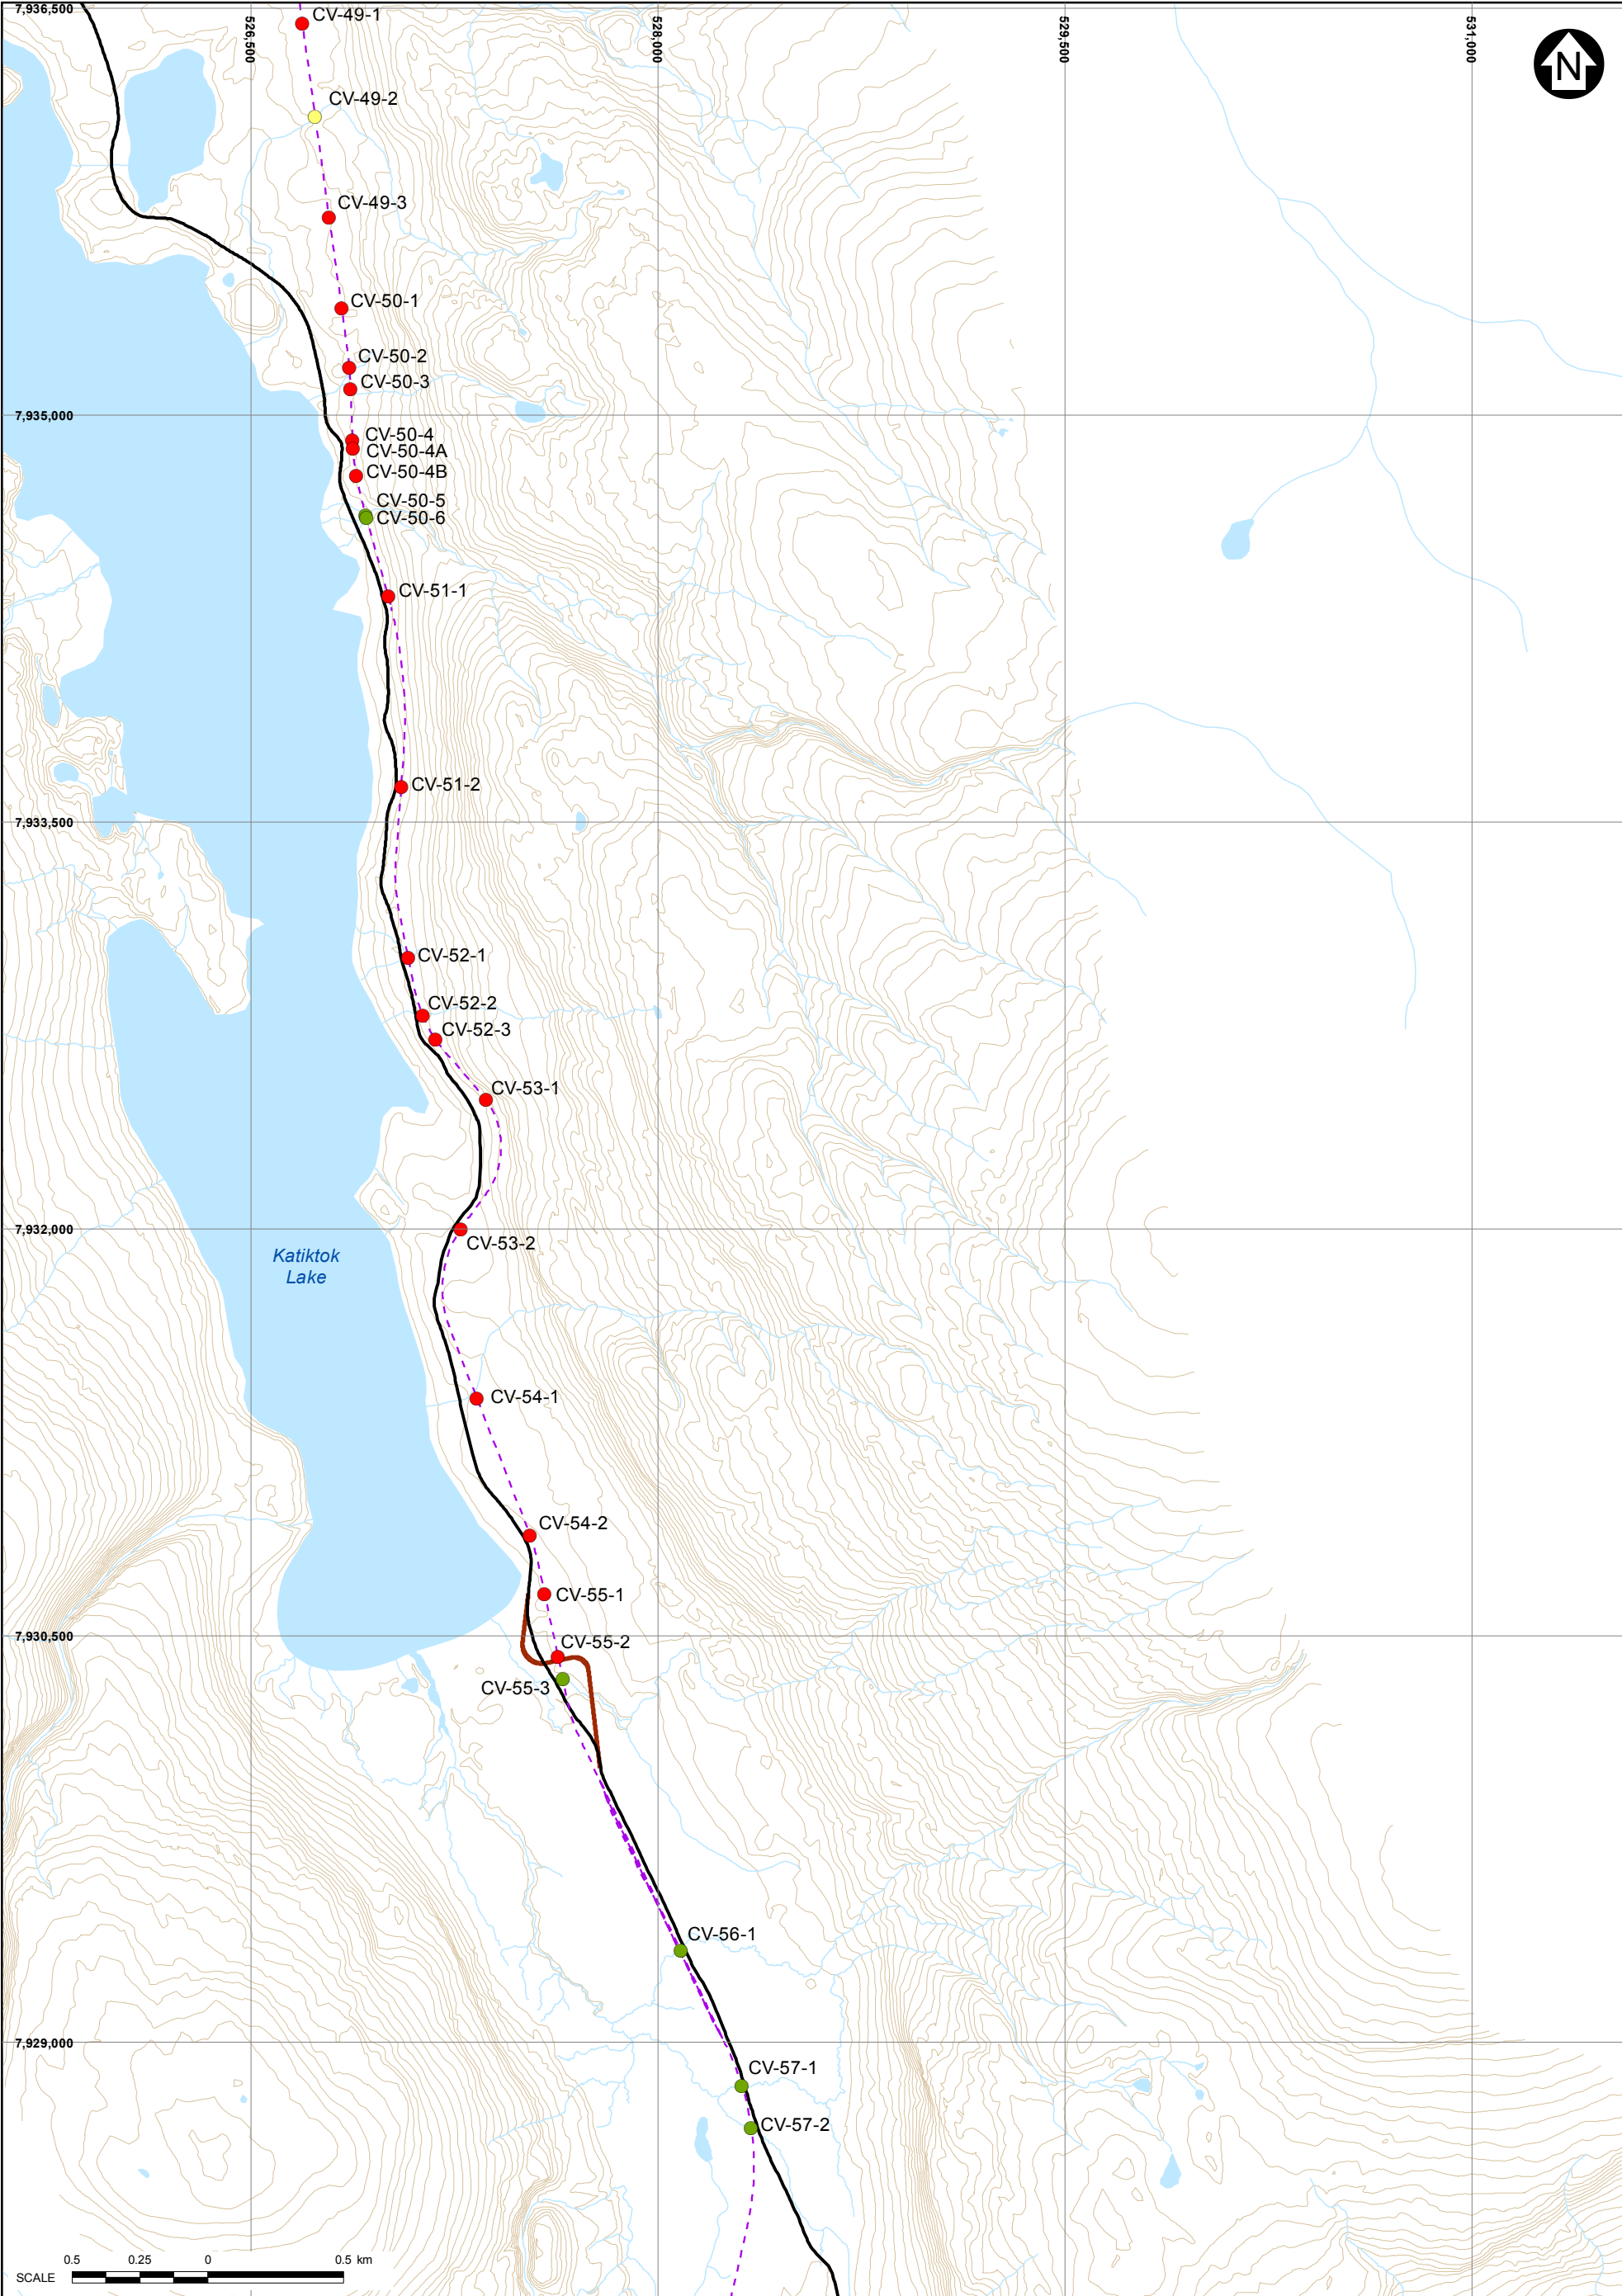 7,936,500
526,500
528,000
529,500
531,000
N
CV-49-1
CV-49-2
CV-49-3
CV-50-1
CV-50-2
CV-50-3
7,935,000
CV-50-4
CV-50-4A
CV-50-4B
CV-50-5
CV-50-6
CV-51-1
CV-51-2
7,933,500
CV-52-1
CV-52-2
CV-52-3
CV-53-1
7,932,000
CV-53-2
Katiktok
Lake
CV-54-1
CV-54-2
CV-55-1
7,930,500
CV-55-2
CV-55-3
CV-56-1
7,929,000
CV-57-1
CV-57-2
0.5 0.25 0 0.5 km
SCALE